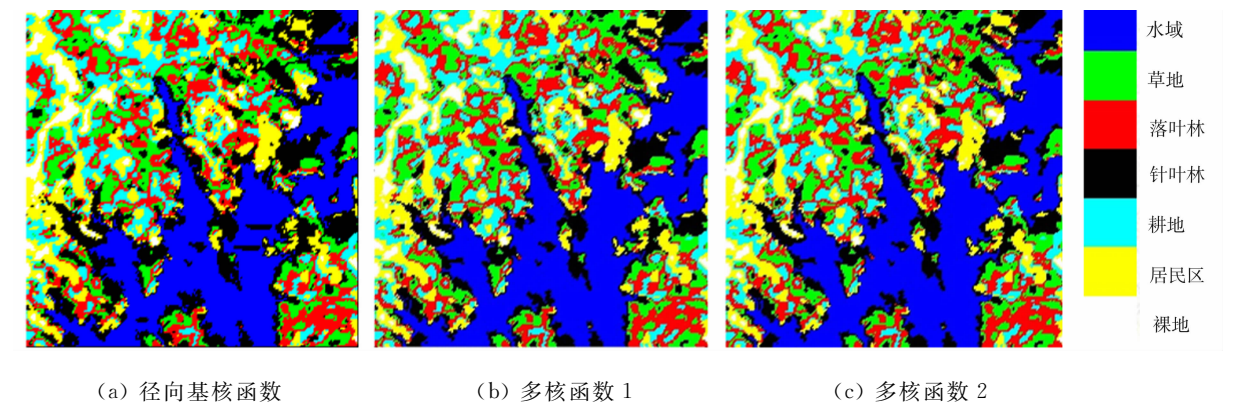 水域
草地
落叶林
针叶林
耕地
居民区
裸地
(a) 径向基核函数
(b) 多核函数 1
(c) 多核函数 2